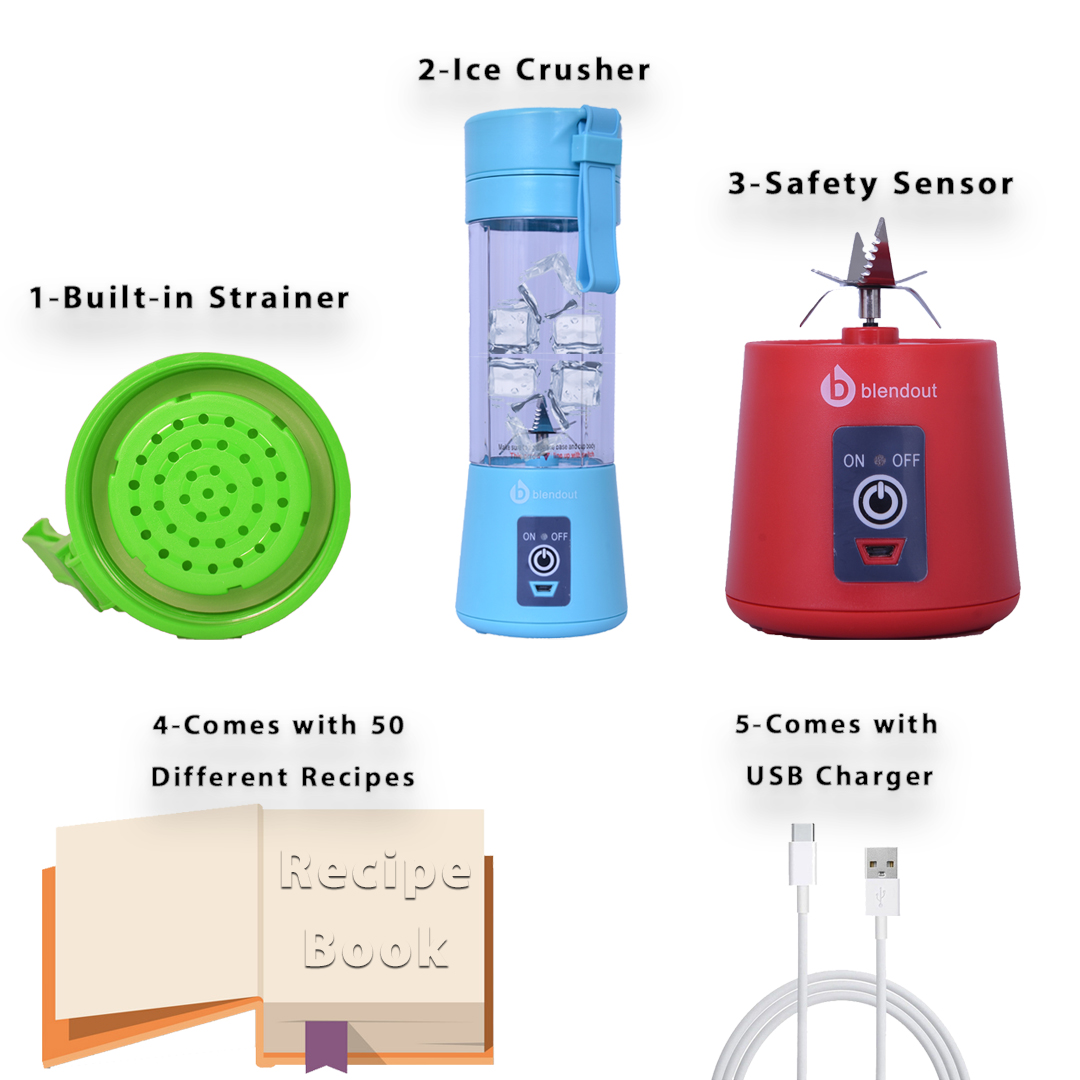 2-Ice Crusher
3-Safety Sensor
1-Built-in Strainer
blendout
ON OFF
blendout
ON OFF
4-Comes with 50
Different Recipes
Recipe
Book
5-Comes with
USB Charger